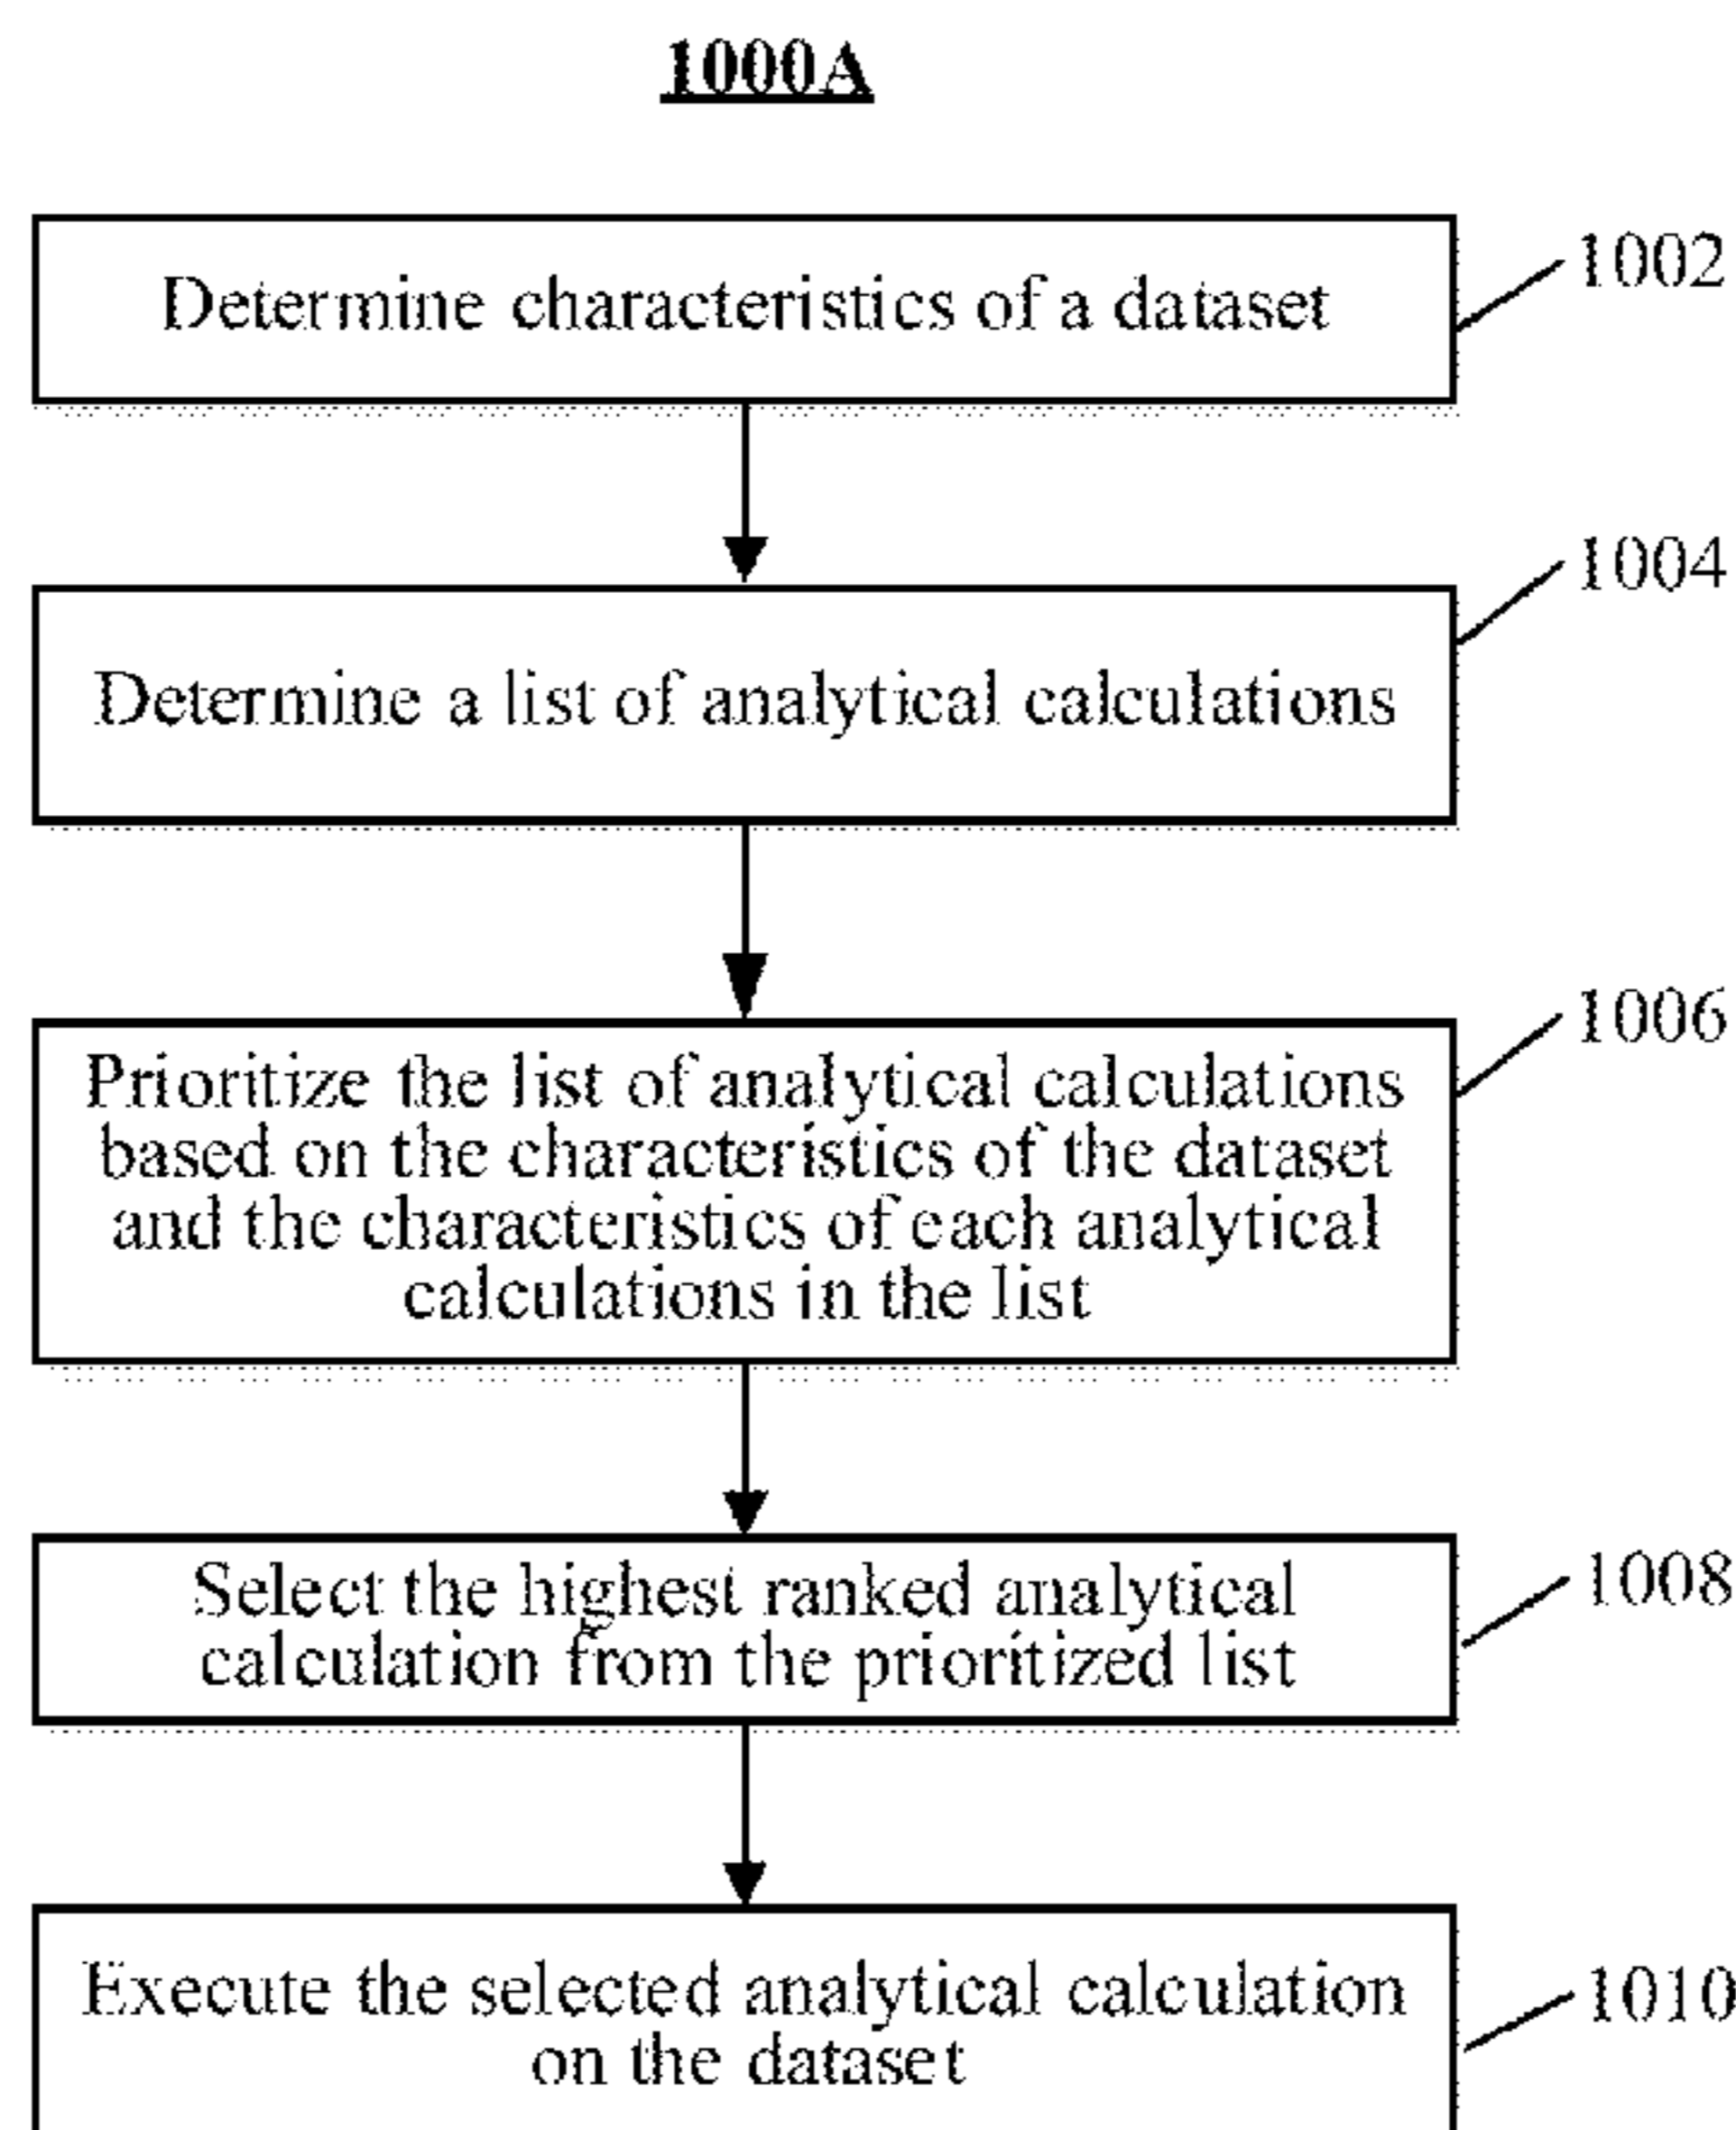 1000A
Determine characteristics of a dataset
1002
Determine a list of analytical calculations
1004
Prioritize the list of analytical calculations
based on the characteristics of the dataset
and the characteristics of each analytical
calculations in the list
1006
Select the highest ranked analytical
calculation from the prioritized list
1008
Execute the selected analytical calculation
on the dataset
1010